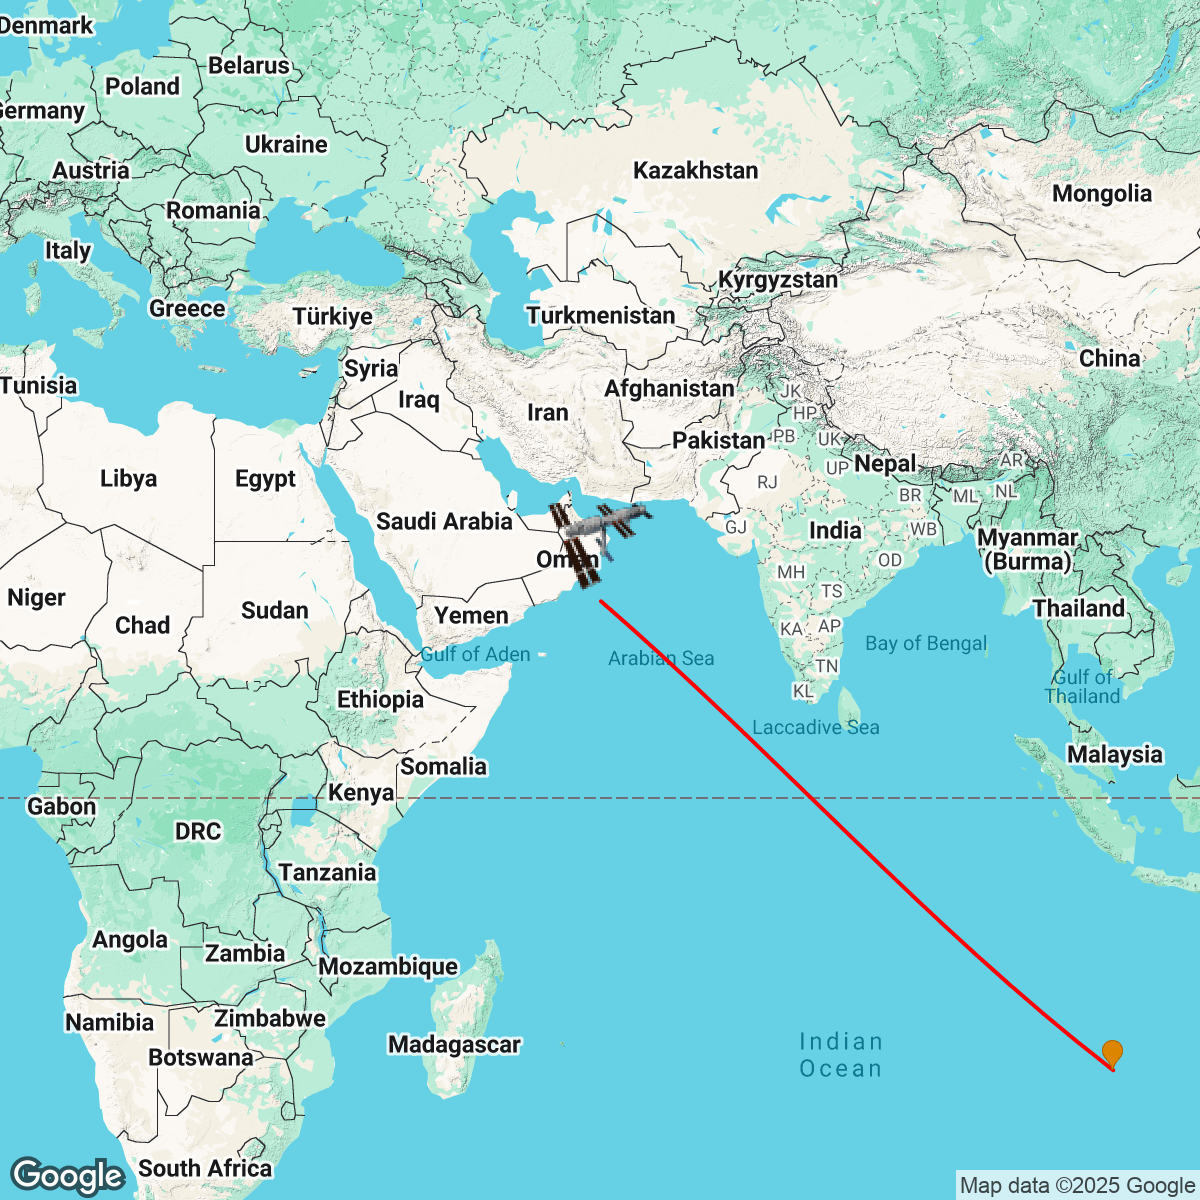 Denmark
Belarus
Poland
Germany
Ukraine
Austria
Kazakhstan
Mongolia
Romania
Italy
Kyrgyzstan
Greece
Türkiye
Turkmenistan
China
Syria
Tunisia
Afghanistan
JK
Iraq
Iran
HP
Pakistan
PB
UK
Nepal
AR
UP
Libya
Egypt
RJ
BR
ML
NL
Saudi Arabia
GJ
India
WB
Myanmar
(Burma)
Oman
OD
MH
TS
Niger
Sudan
Yemen
Thailand
Chad
KA
AP
Bay of Bengal
Gulf of Aden
Arabian Sea
TN
Gulf of
Thailand
KL
Ethiopia
Laccadive Sea
Malaysia
Somalia
Kenya
Gabon
DRC
Tanzania
Angola
Zambia
Mozambique
Namibia
Zimbabwe
Botswana
Madagascar
Indian
Ocean
South Africa
Google
Map data ©2025 Google